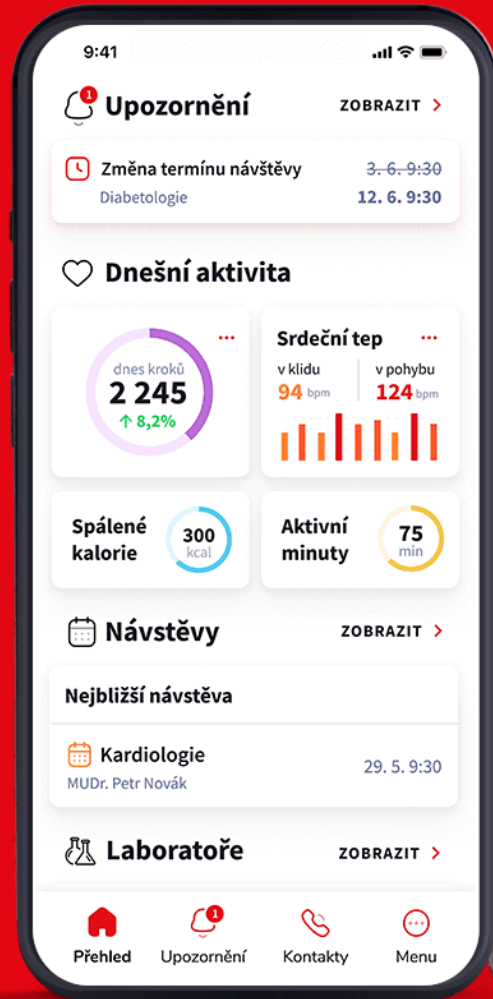 9:41
1
Upozornění
ZOBRAZIT
Změna termínu návštěvy
3. 6. 9:30
Diabetologie
12. 6. 9:30
Dnešní aktivita
dnes kroků
2 245
↑ 8,2%
Srdeční tep
v klidu
94 bpm
v pohybu
124 bpm
Spálené
kalorie
300
kcal
Aktivní
minuty
75
min
Návstěvy
ZOBRAZIT
Nejbližší návstěva
Kardiologie
MUDr. Petr Novák
29. 5. 9:30
Laboratoře
ZOBRAZIT
1
Přehled
Upozornění
Kontakty
Menu